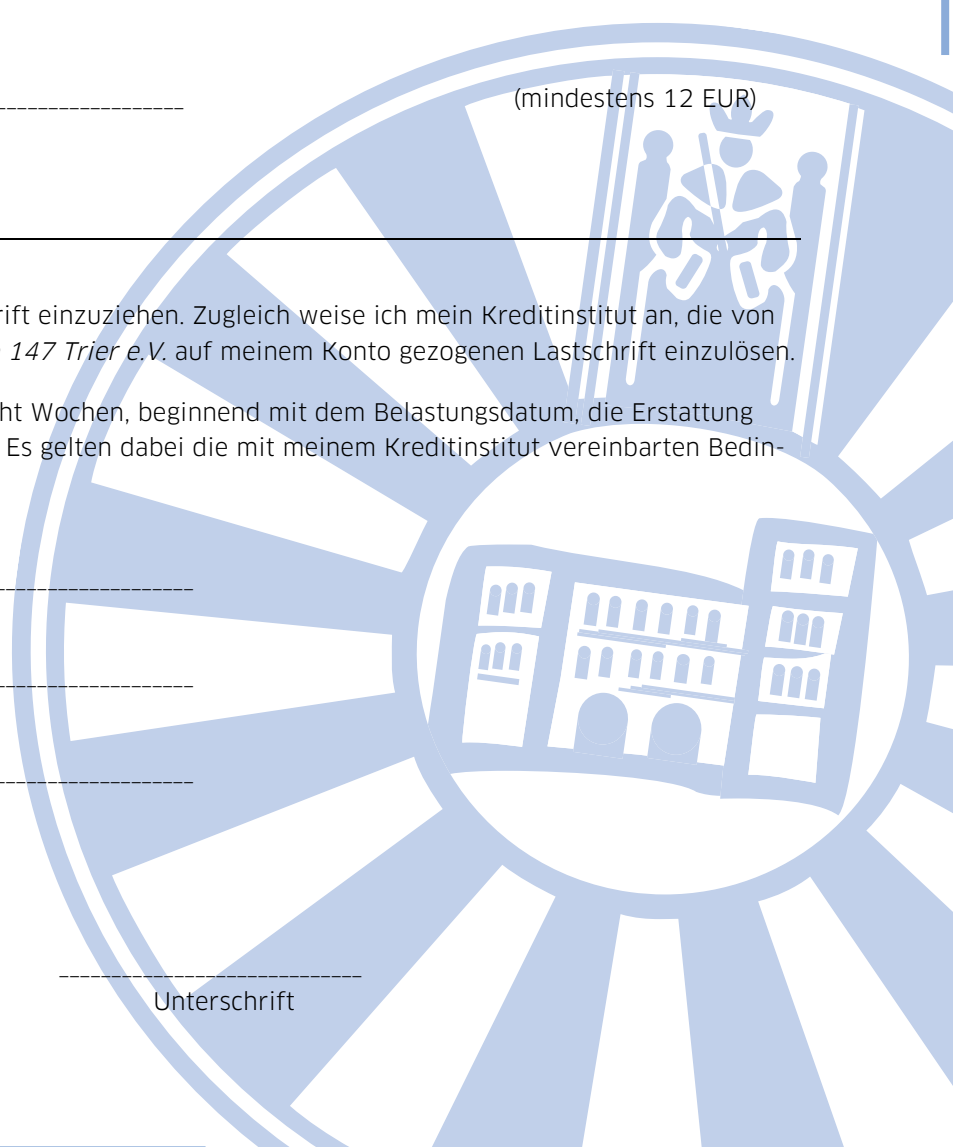 (mindestens 12 EUR)
rift einzuziehen. Zugleich weise ich mein Kreditinstitut an, die von
147 Trier e.V. auf meinem Konto gezogenen Lastschrift einzulösen.
ht Wochen, beginnend mit dem Belastungsdatum, die Erstattung
Es gelten dabei die mit meinem Kreditinstitut vereinbarten Bedin-
Unterschrift